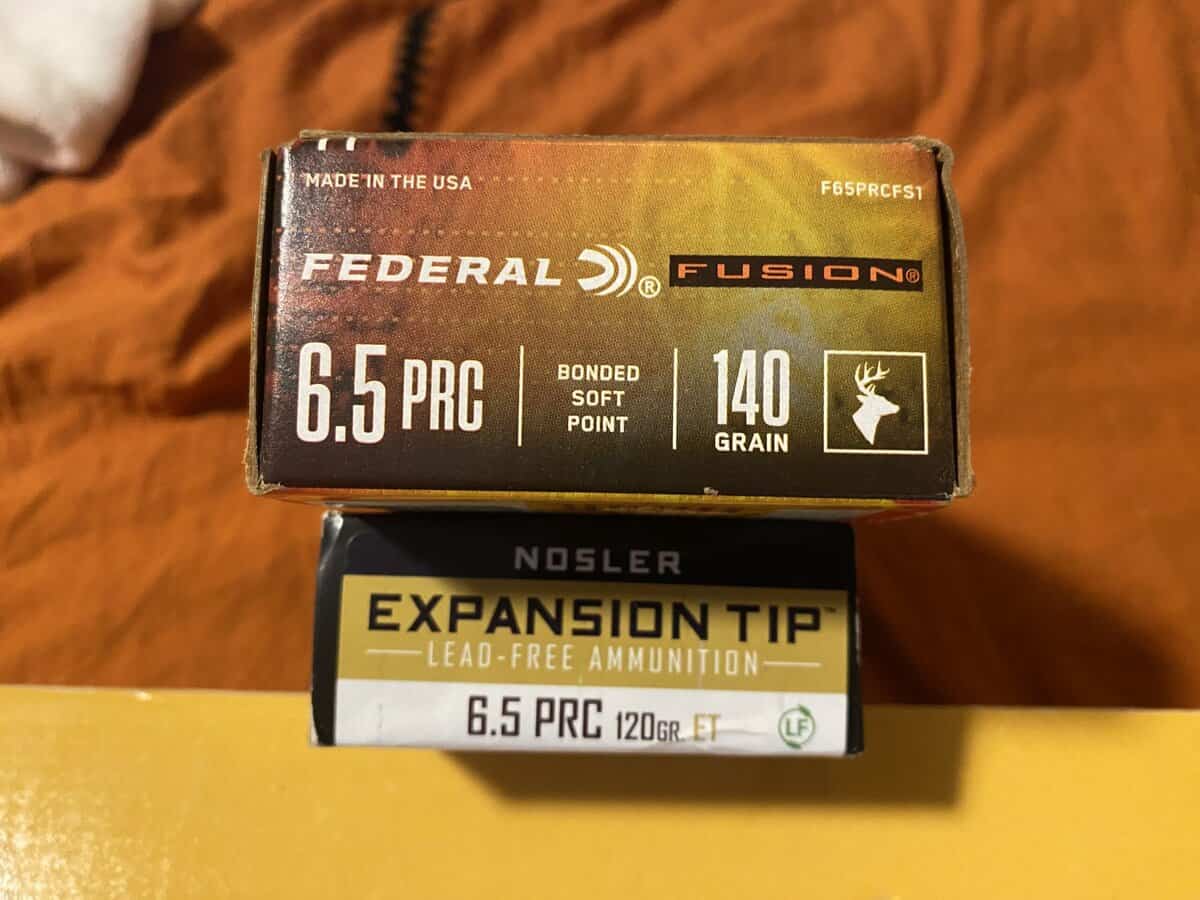 MADE IN THE USA
F65PRCFS1
FEDERAL® FUSION®
6.5 PRC
BONDED
SOFT
POINT
140
GRAIN
NOSLER
EXPANSION TIP™
LEAD-FREE AMMUNITION
6.5 PRC 120GR. ET
LF